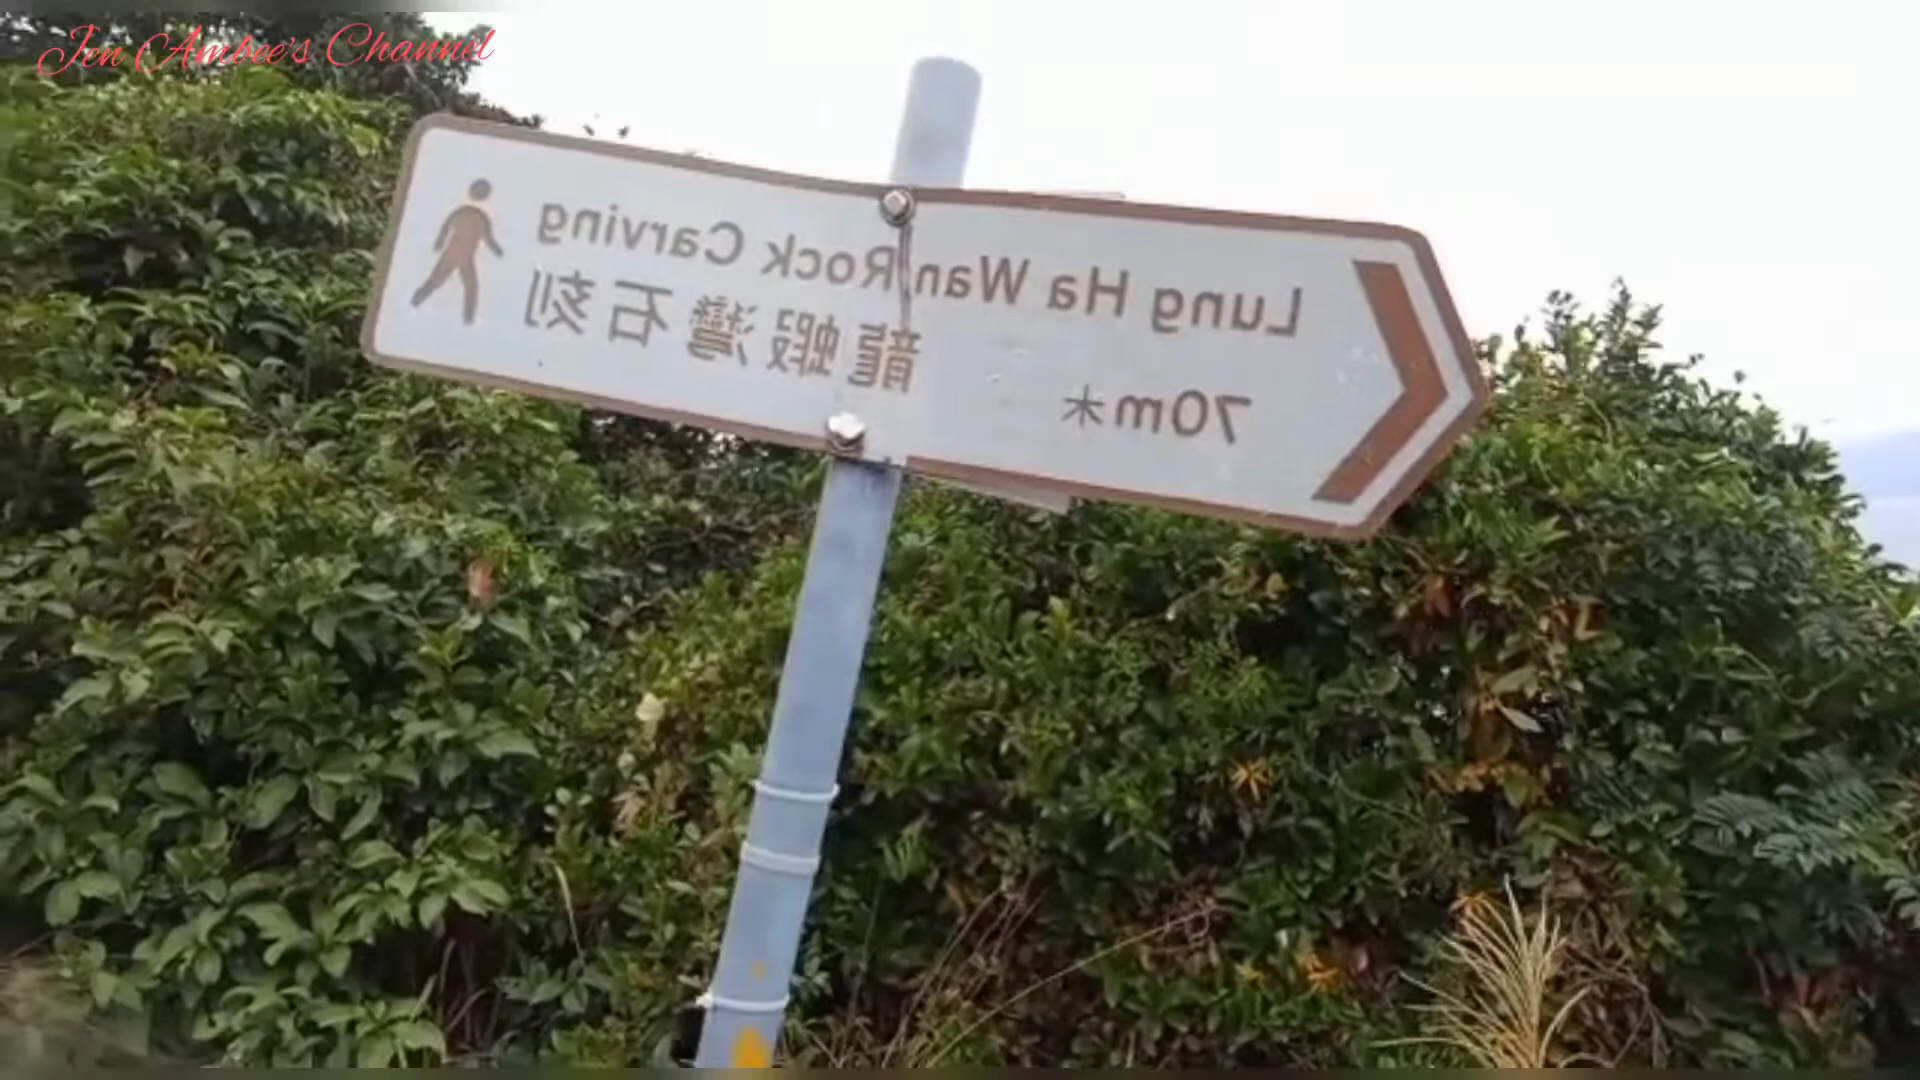 Jen Ambee's Channel
Lung Ha Wan Rock Carving
龍蝦灣石刻
70m米